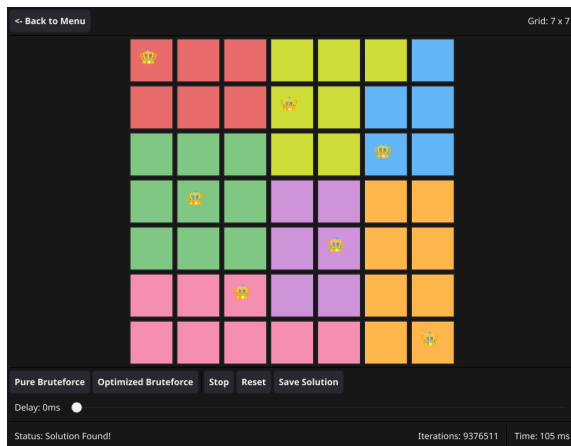 <- Back to Menu
Grid: 7 x 7
Pure Bruteforce Optimized Bruteforce Stop Reset Save Solution
Delay: 0ms
Status: Solution Found! Iterations: 9376511 Time: 105 ms